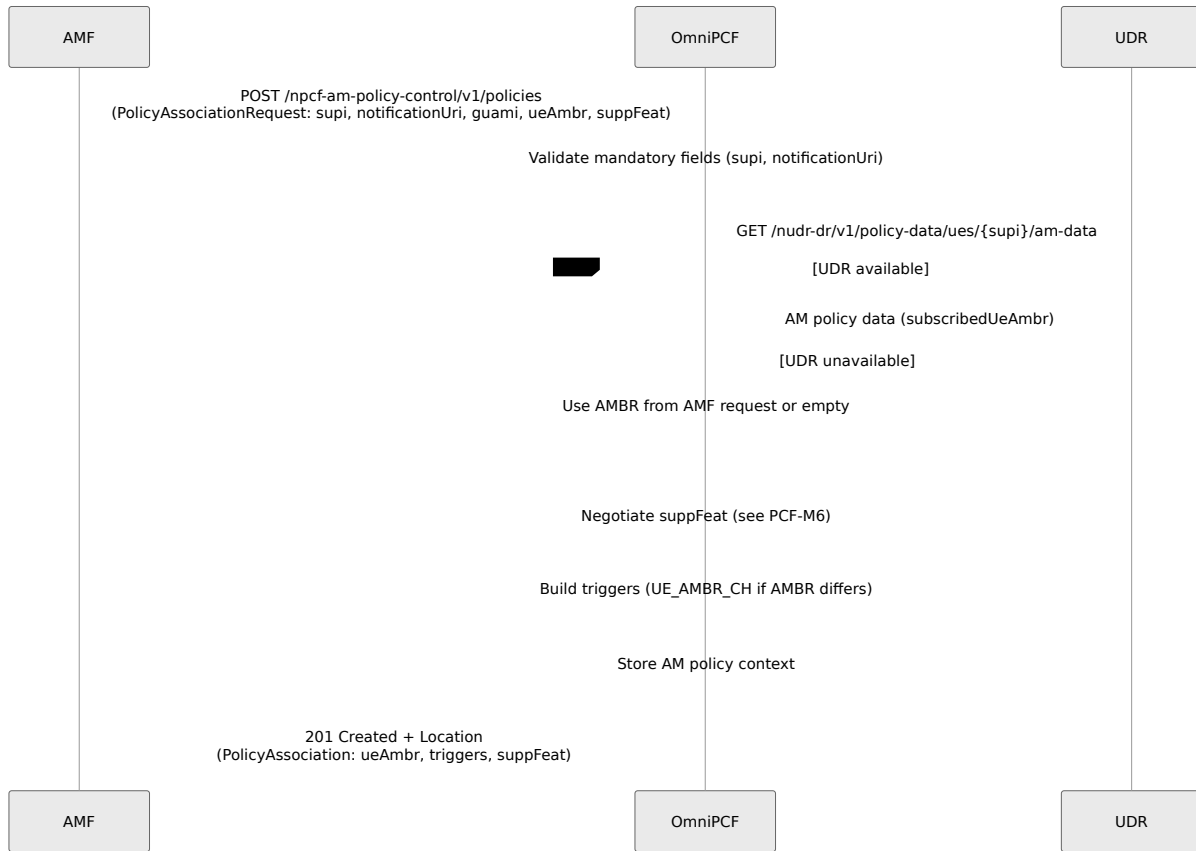 AMF
OmniPCF
UDR
POST /npcf-am-policy-control/v1/policies
(PolicyAssociationRequest: supi, notificationUri, guami, ueAmbr, suppFeat)
Validate mandatory fields (supi, notificationUri)
GET /nudr-dr/v1/policy-data/ues/{supi}/am-data
[UDR available]
AM policy data (subscribedUeAmbr)
[UDR unavailable]
Use AMBR from AMF request or empty
Negotiate suppFeat (see PCF-M6)
Build triggers (UE_AMBR_CH if AMBR differs)
Store AM policy context
201 Created + Location
(PolicyAssociation: ueAmbr, triggers, suppFeat)
AMF
OmniPCF
UDR